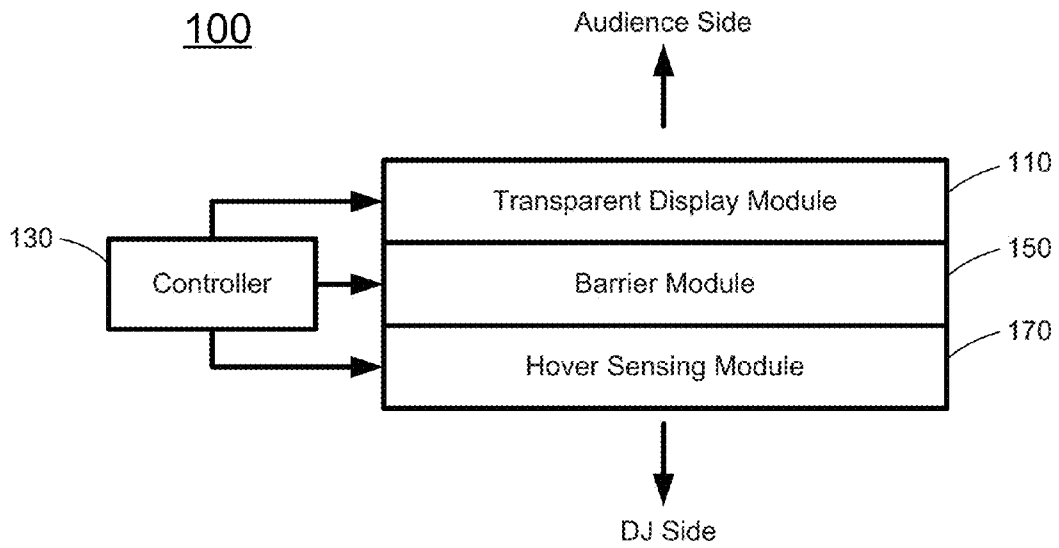 100
Audience Side
110
Transparent Display Module
130
Controller
150
Barrier Module
170
Hover Sensing Module
DJ Side